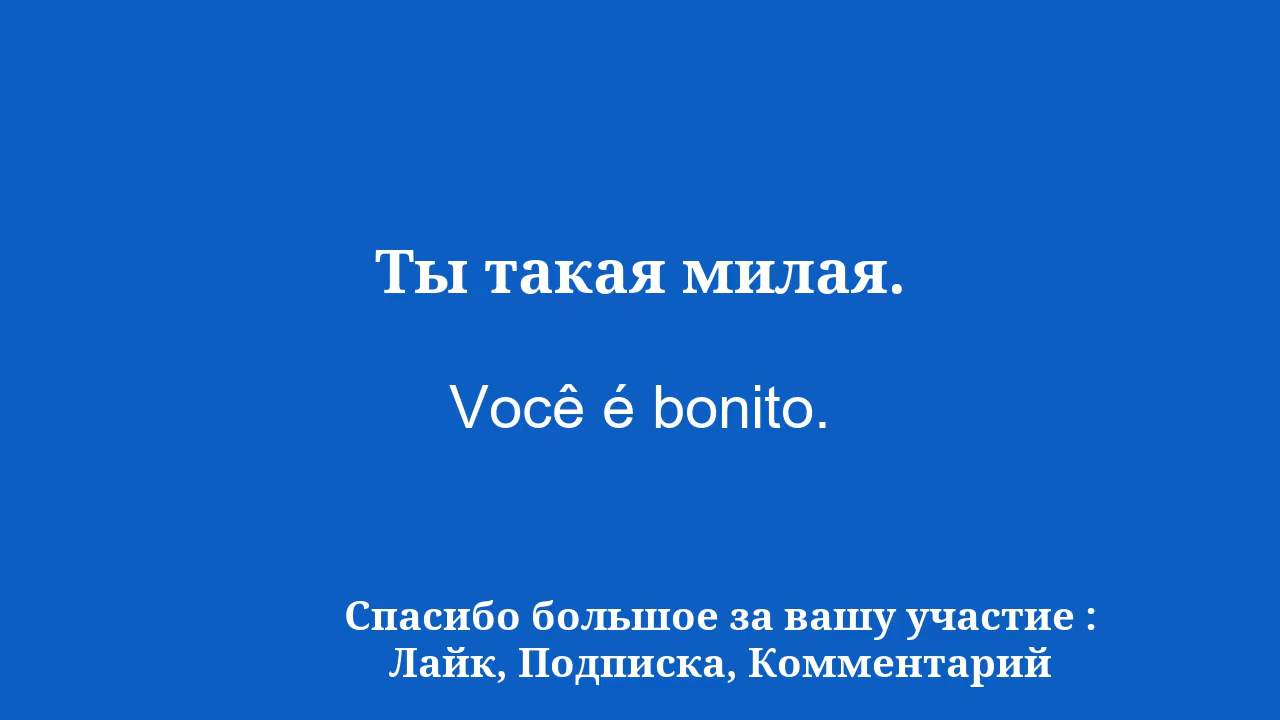 Ты такая милая.
Você é bonito.
Спасибо большое за вашу участие :
Лайк, Подписка, Комментарий